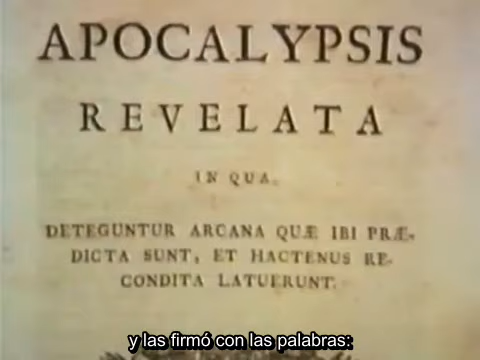 APOCALYPSIS
REVELATA
IN QUA
DETEGUNTUR ARCANA QUÆ IBI PRÆ-
DICTA SUNT, ET HACTENUS RE-
CONDITA LATUERUNT.
y las firmó con las palabras: